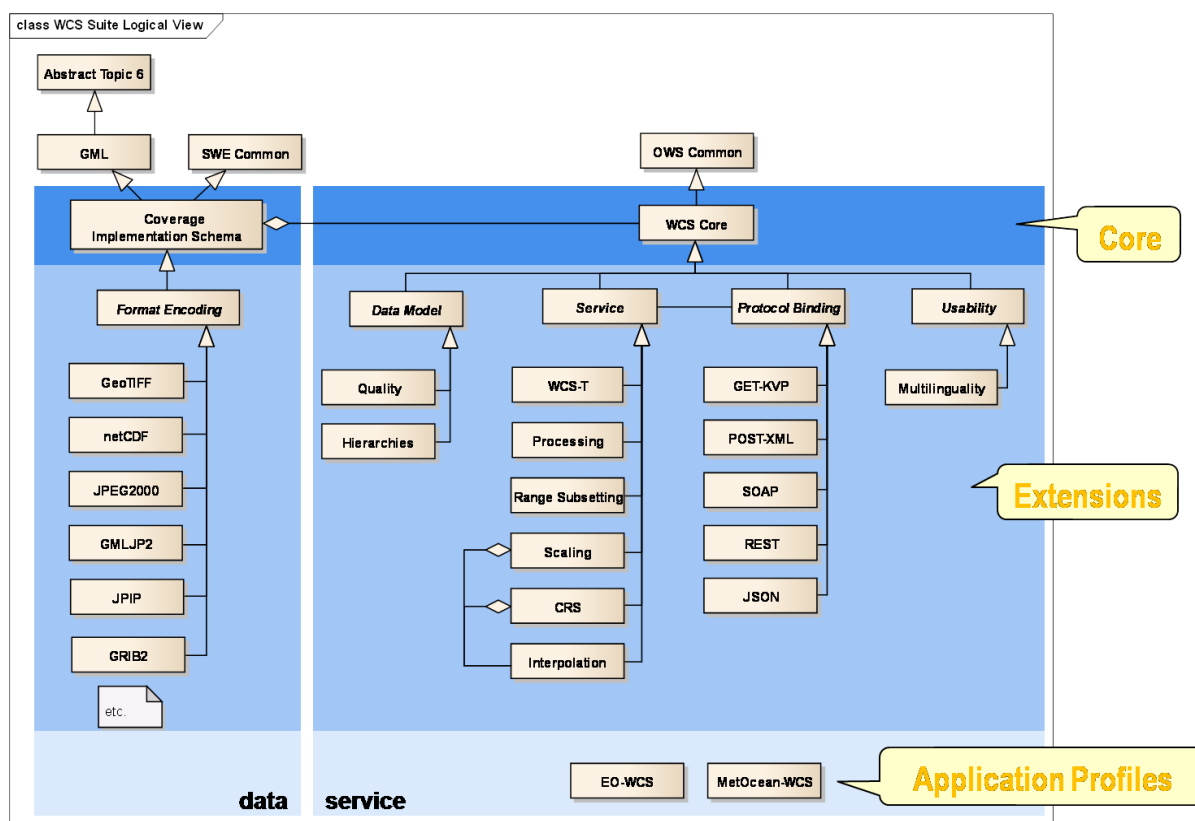 class WCS Suite Logical View
Abstract Topic 6
GML
SWE Common
OWS Common
Coverage
Implementation Schema
WCS Core
Core
Format Encoding
Data Model
Service
Protocol Binding
Usability
GeoTIFF
netCDF
JPEG2000
GMLJP2
JPIP
GRIB2
etc.
Quality
Hierarchies
WCS-T
Processing
Range Subsetting
Scaling
CRS
Interpolation
GET-KVP
POST-XML
SOAP
REST
JSON
Multilinguality
Extensions
EO-WCS
MetOcean-WCS
Application Profiles
data
service